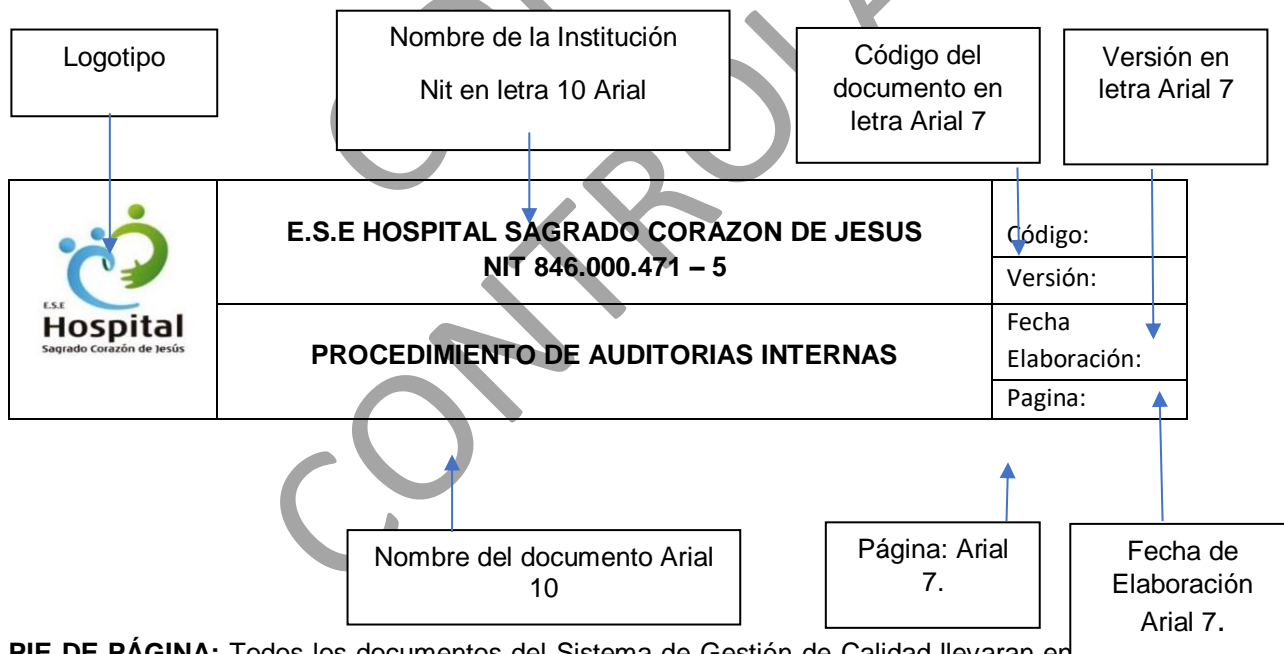 Logotipo
Nombre de la Institución
Nit en letra 10 Arial
Código del
documento en
letra Arial 7
Versión en
letra Arial 7
E.S.E
Hospital
Sagrado Corazón de Jesús
E.S.E HOSPITAL SAGRADO CORAZON DE JESUS
NIT 846.000.471 – 5
PROCEDIMIENTO DE AUDITORIAS INTERNAS
Código:
Versión:
Fecha
Elaboración:
Pagina:
Nombre del documento Arial
10
Página: Arial
7.
Fecha de
Elaboración
Arial 7.
PIE DE PÁGINA: Todos los documentos del Sistema de Gestión de Calidad llevaran en
CONTROLA